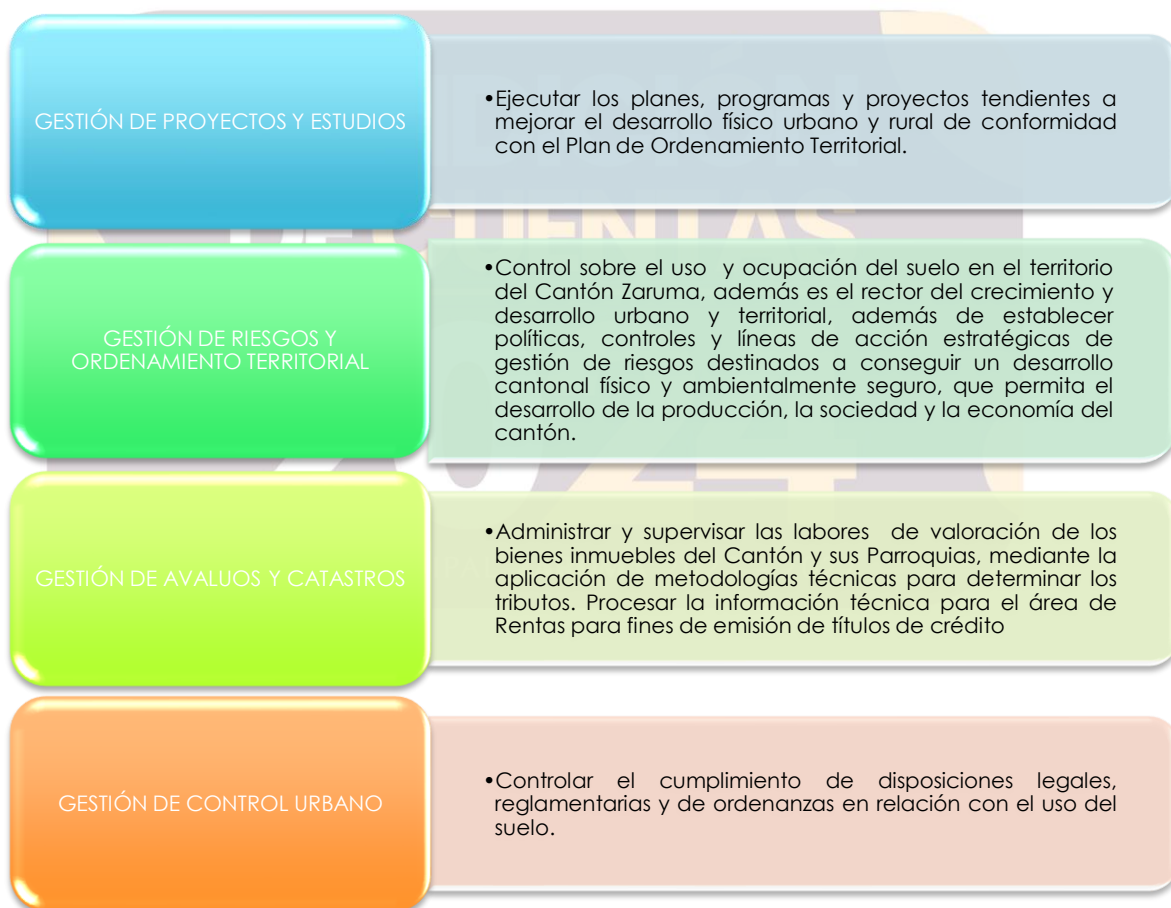 GESTIÓN DE PROYECTOS Y ESTUDIOS
•Ejecutar los planes, programas y proyectos tendientes a
mejorar el desarrollo físico urbano y rural de conformidad
con el Plan de Ordenamiento Territorial.
CUENTAS
GESTIÓN DE RIESGOS Y
ORDENAMIENTO TERRITORIAL
•Control sobre el uso y ocupación del suelo en el territorio
del Cantón Zaruma, además es el rector del crecimiento y
desarrollo urbano y territorial, además de establecer
políticas, controles y líneas de acción estratégicas de
gestión de riesgos destinados a conseguir un desarrollo
cantonal físico y ambientalmente seguro, que permita el
desarrollo de la producción, la sociedad y la economía del
cantón.
GESTIÓN DE AVALUOS Y CATASTROS
•Administrar y supervisar las labores de valoración de los
bienes inmuebles del Cantón y sus Parroquias, mediante la
aplicación de metodologías técnicas para determinar los
tributos. Procesar la información técnica para el área de
Rentas para fines de emisión de títulos de crédito
GESTIÓN DE CONTROL URBANO
•Controlar el cumplimiento de disposiciones legales,
reglamentarias y de ordenanzas en relación con el uso del
suelo.